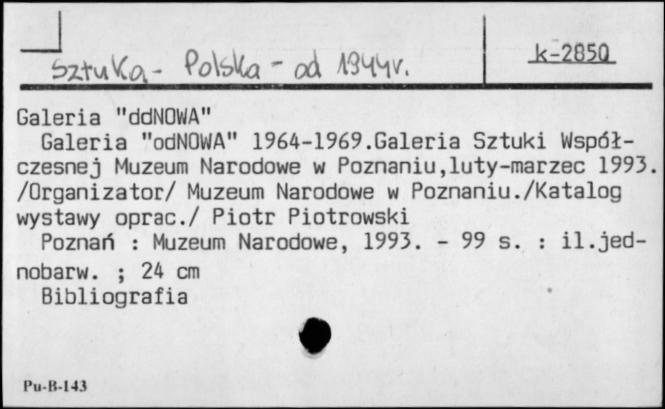 Sztuka - Polska - od 1944r.
k-2850
Galeria "ddNOWA"
Galeria "odNOWA" 1964-1969.Galeria Sztuki Współ-
czesnej Muzeum Narodowe w Poznaniu,luty-marzec 1993.
/Organizator/ Muzeum Narodowe w Poznaniu./Katalog
wystawy oprac./ Piotr Piotrowski
Poznań : Muzeum Narodowe, 1993. - 99 s. : il.jed-
nobarw. ; 24 cm
Bibliografia
Pu-B-143